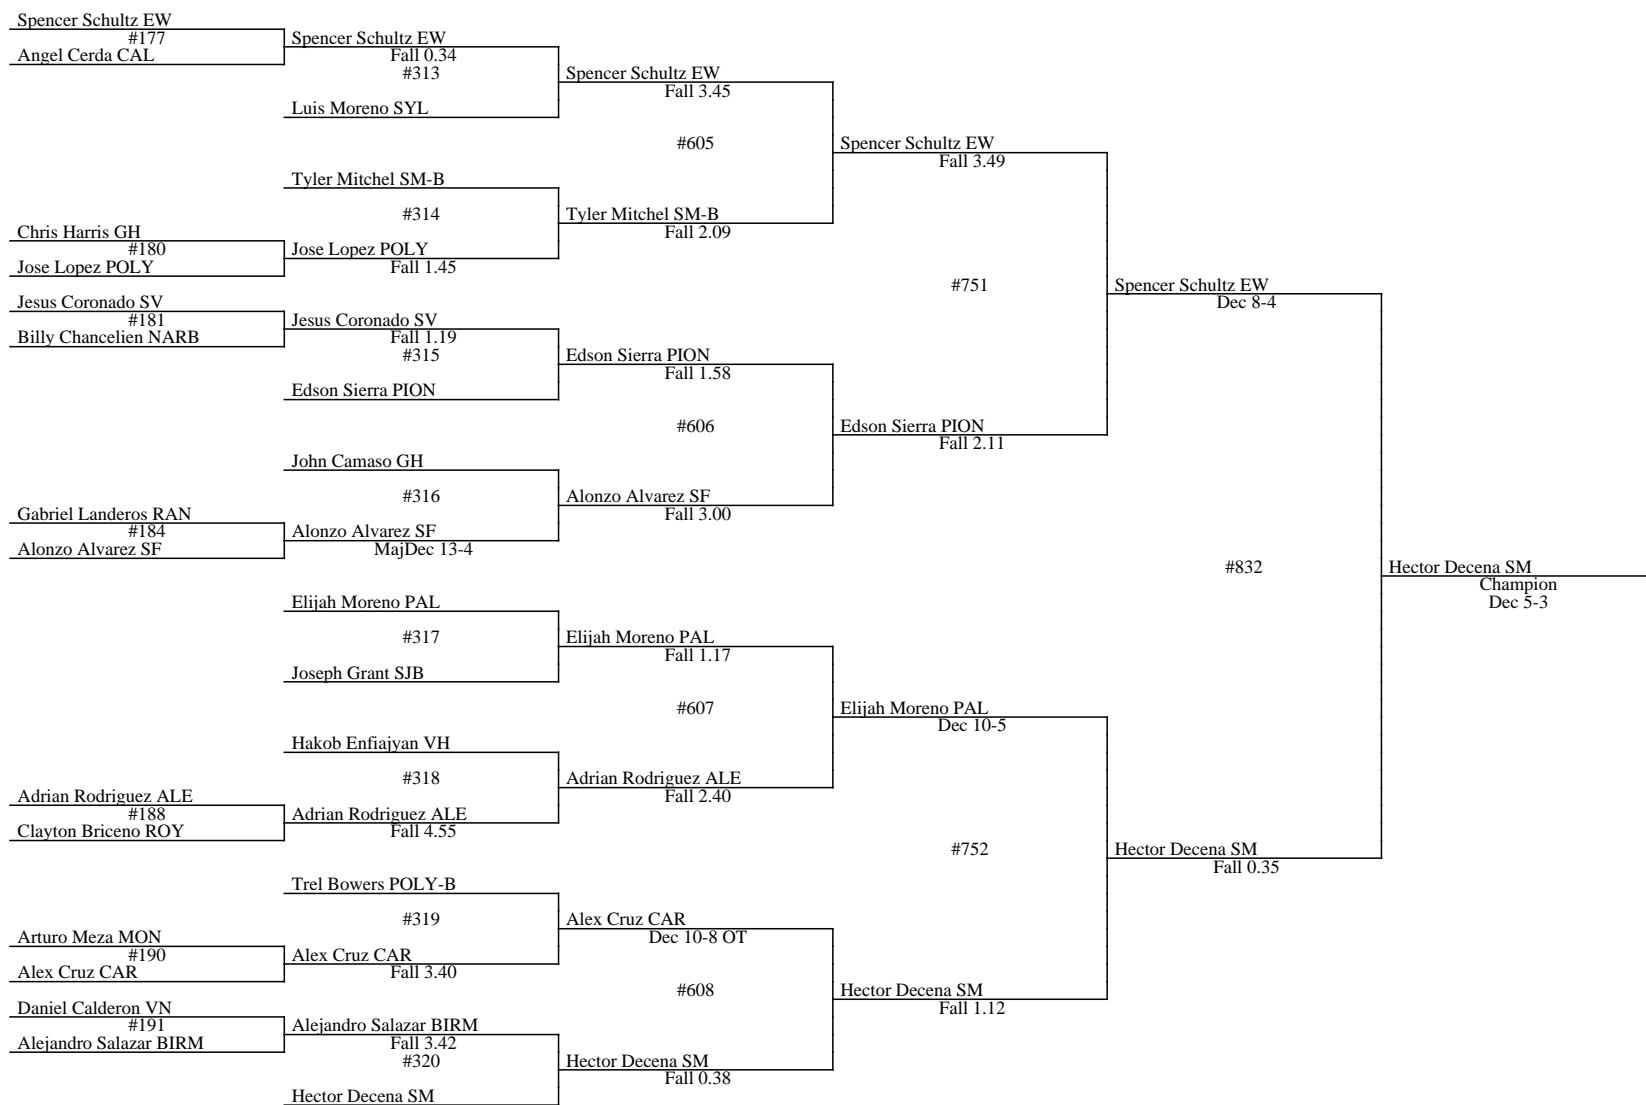 Spencer Schultz EW
#177
Angel Cerda CAL
Spencer Schultz EW
Fall 0.34
#313
Luis Moreno SYL
Spencer Schultz EW
Fall 3.45
#605
Spencer Schultz EW
Fall 3.49
Tyler Mitchel SM-B
#314
Tyler Mitchel SM-B
Fall 2.09
Chris Harris GH
#180
Jose Lopez POLY
Jose Lopez POLY
Fall 1.45
#751
Spencer Schultz EW
Dec 8-4
Jesus Coronado SV
#181
Billy Chancelien NARB
Jesus Coronado SV
Fall 1.19
#315
Edson Sierra PION
Edson Sierra PION
Fall 1.58
#606
Edson Sierra PION
Fall 2.11
John Camaso GH
#316
Alonzo Alvarez SF
Fall 3.00
Gabriel Landeros RAN
#184
Alonzo Alvarez SF
Alonzo Alvarez SF
MajDec 13-4
#832
Hector Decena SM
Champion
Dec 5-3
Elijah Moreno PAL
#317
Joseph Grant SJB
Elijah Moreno PAL
Fall 1.17
#607
Elijah Moreno PAL
Dec 10-5
Hakob Enfiajyan VH
#318
Adrian Rodriguez ALE
Fall 2.40
Adrian Rodriguez ALE
#188
Clayton Briceno ROY
Adrian Rodriguez ALE
Fall 4.55
#752
Hector Decena SM
Fall 0.35
Trel Bowers POLY-B
#319
Alex Cruz CAR
Dec 10-8 OT
Arturo Meza MON
#190
Alex Cruz CAR
Alex Cruz CAR
Fall 3.40
#608
Hector Decena SM
Fall 1.12
Daniel Calderon VN
#191
Alejandro Salazar BIRM
Alejandro Salazar BIRM
Fall 3.42
#320
Hector Decena SM
Hector Decena SM
Fall 0.38